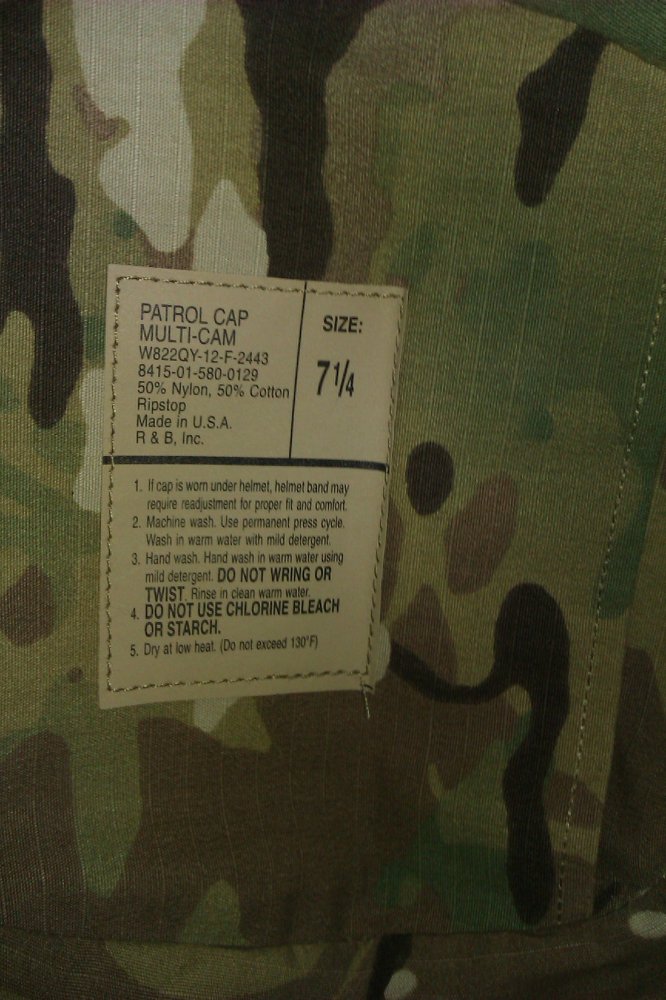 PATROL CAP
MULTI-CAM
W822QY-12-F-2443
8415-01-580-0129
50% Nylon, 50% Cotton
Ripstop
Made in U.S.A.
R & B, Inc.
SIZE:
7 1/4
1. If cap is worn under helmet, helmet band may
require readjustment for proper fit and comfort.
2. Machine wash. Use permanent press cycle.
Wash in warm water with mild detergent.
3. Hand wash. Hand wash in warm water using
mild detergent. DO NOT WRING OR
TWIST. Rinse in clean warm water.
4. DO NOT USE CHLORINE BLEACH
OR STARCH.
5. Dry at low heat. (Do not exceed 130°F)